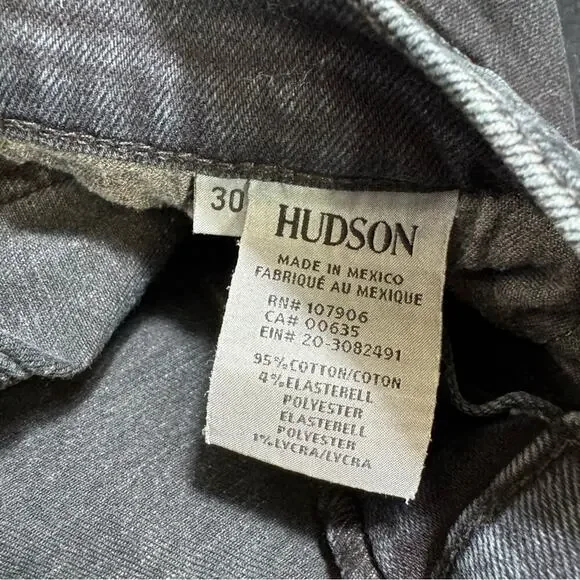 30
HUDSON
MADE IN MEXICO
FABRIQUÉ AU MEXIQUE
RN# 107906
CA# 00635
EIN# 20-3082491
95%COTTON/COTON
4%ELASTERELL
POLYESTER
ELASTERELL
POLYESTER
1%LYCRA/LYCRA